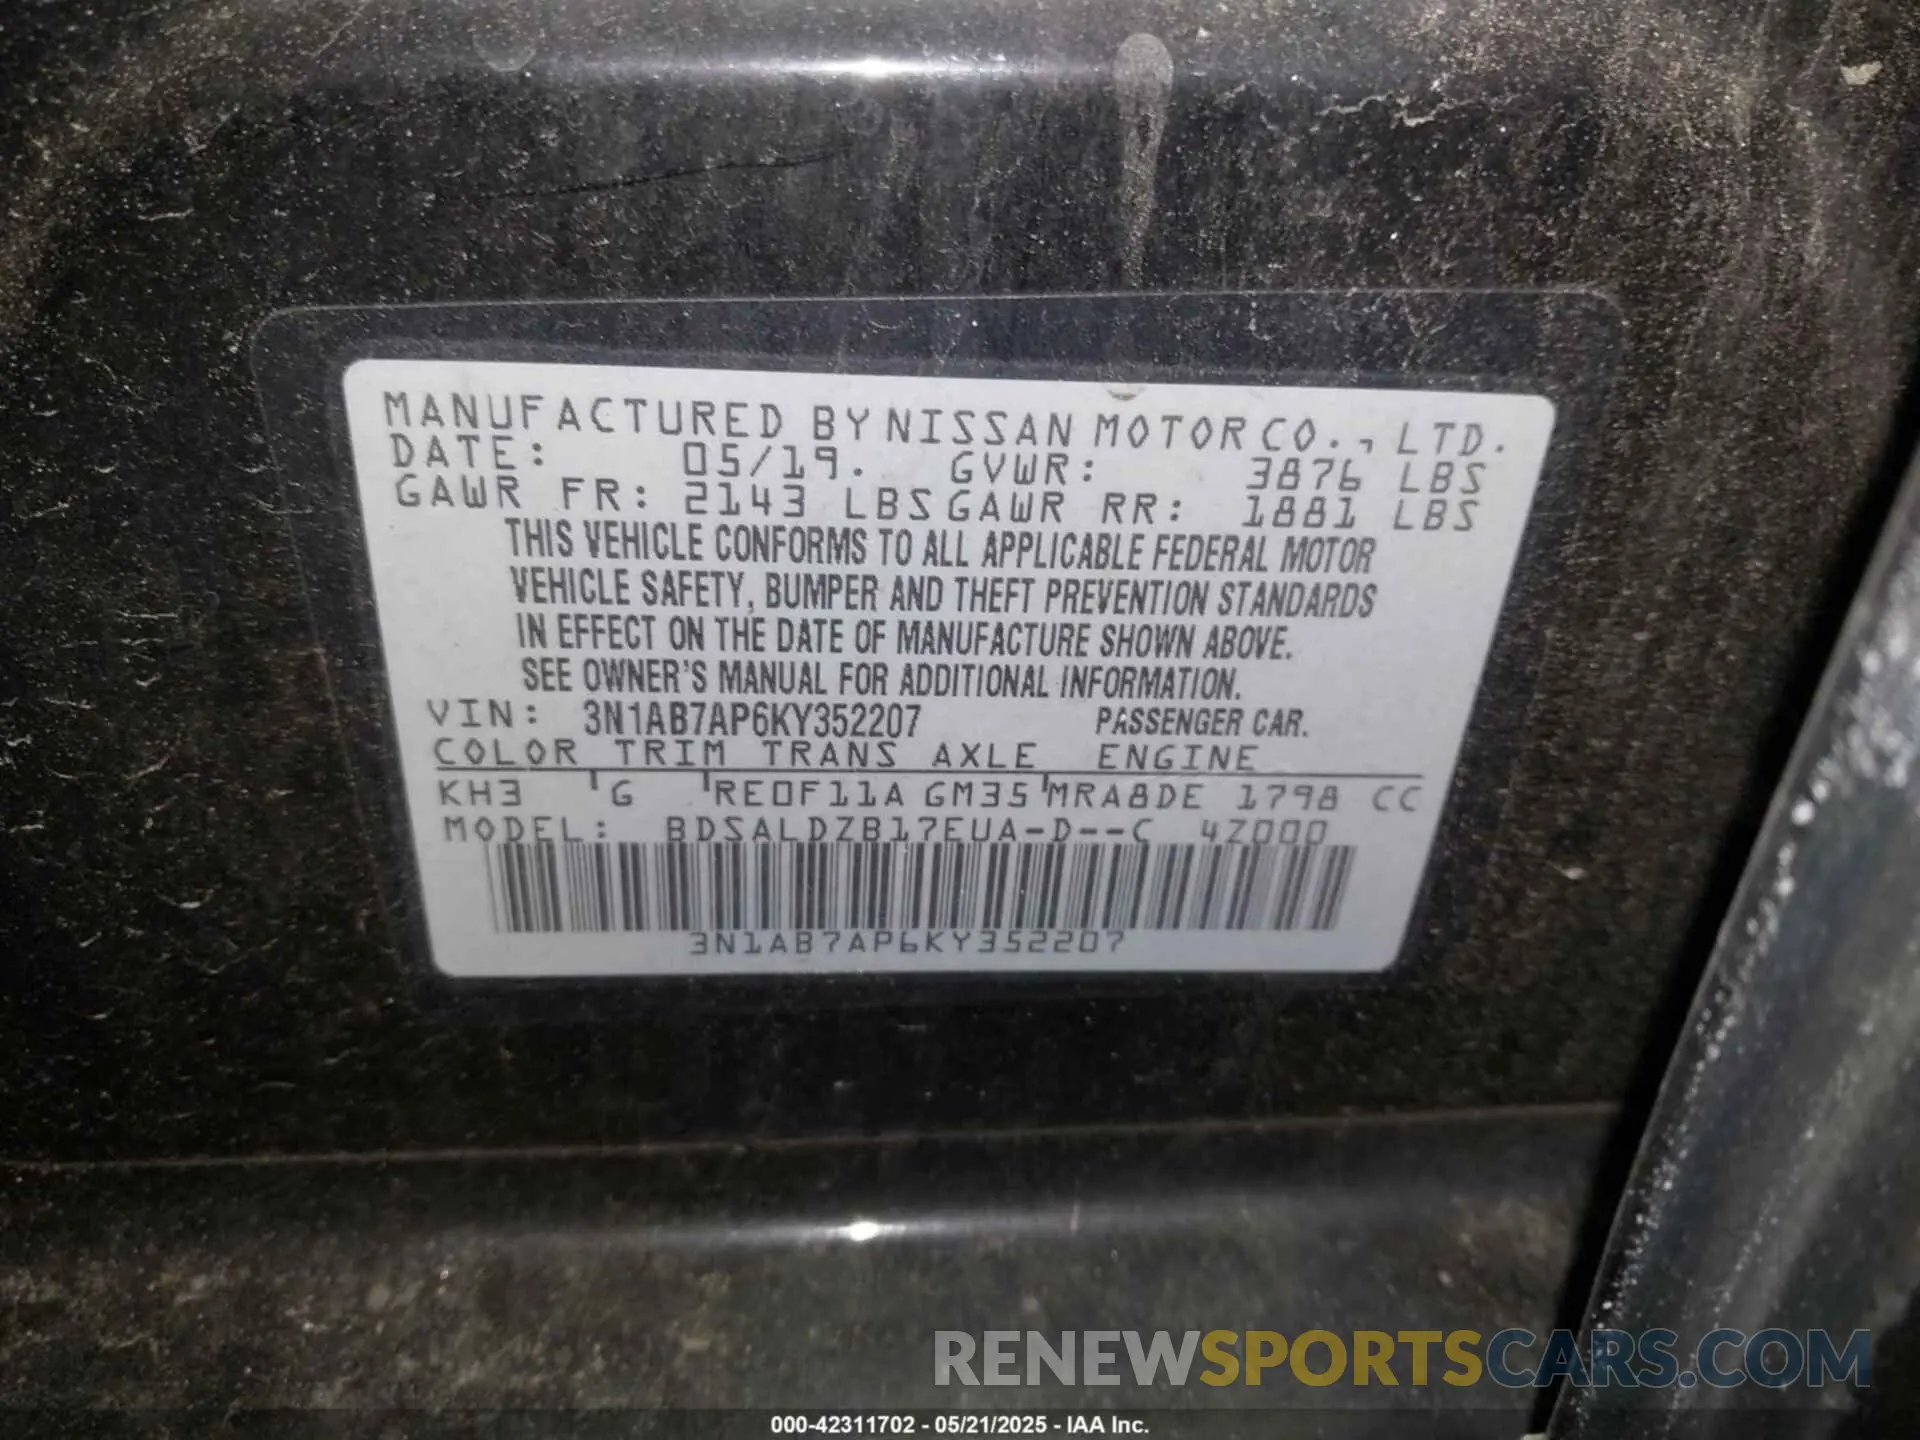 MANUFACTURED BY NISSAN MOTOR CO., LTD.
DATE: 05/19. GVWR: 3876 LBS
GAWR FR: 2143 LBS GAWR RR: 1881 LBS
THIS VEHICLE CONFORMS TO ALL APPLICABLE FEDERAL MOTOR
VEHICLE SAFETY, BUMPER AND THEFT PREVENTION STANDARDS
IN EFFECT ON THE DATE OF MANUFACTURE SHOWN ABOVE.
SEE OWNER'S MANUAL FOR ADDITIONAL INFORMATION.
VIN: 3N1AB7AP6KY352207 PASSENGER CAR.
COLOR TRIM TRANS AXLE ENGINE
KH3 G RE0F11A GM35 MRA8DE 1798 CC
MODEL: BDSALDZB17EUA-D--C 4Z000
3N1AB7AP6KY352207
RENEWSPORTSCARS.COM
000-42311702 - 05/21/2025 - IAA Inc.